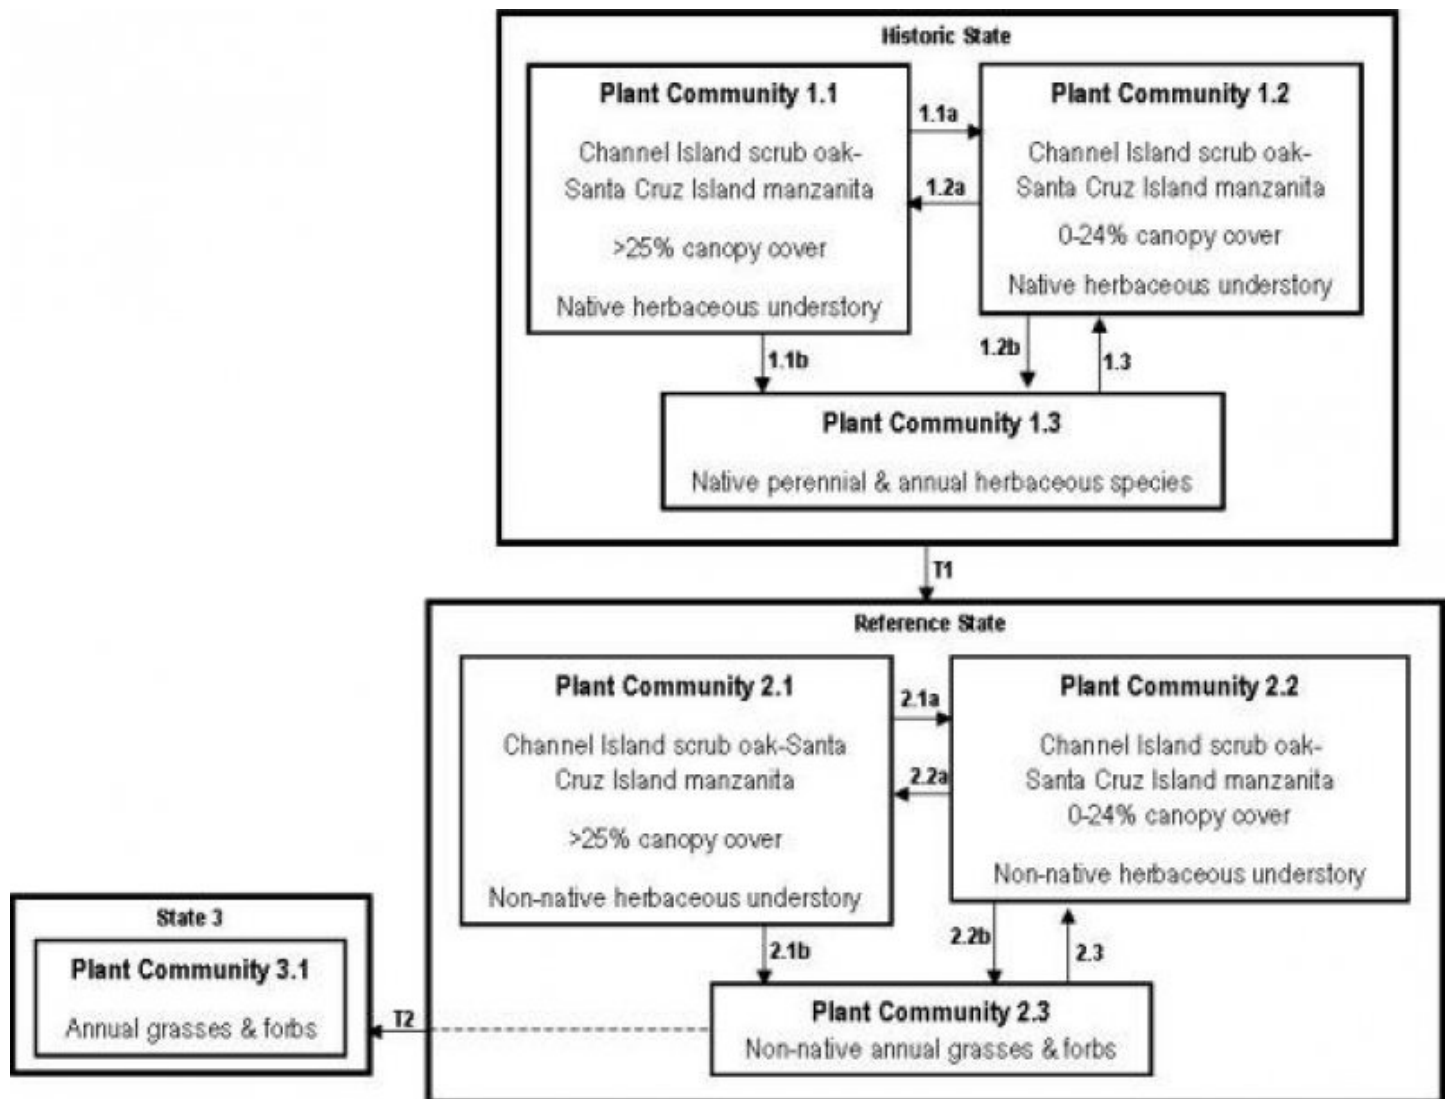 Historic State
Plant Community 1.1
Channel Island scrub oak-
Santa Cruz Island manzanita
>25% canopy cover
Native herbaceous understory
1.1a
1.2a
Plant Community 1.2
Channel Island scrub oak-
Santa Cruz Island manzanita
0-24% canopy cover
Native herbaceous understory
1.1b
1.2b
1.3
Plant Community 1.3
Native perennial & annual herbaceous species
T1
Reference State
Plant Community 2.1
Channel Island scrub oak-Santa
Cruz Island manzanita
>25% canopy cover
Non-native herbaceous understory
2.1a
2.2a
Plant Community 2.2
Channel Island scrub oak-
Santa Cruz Island manzanita
0-24% canopy cover
Non-native herbaceous understory
2.1b
2.2b
2.3
Plant Community 2.3
Non-native annual grasses & forbs
T2
State 3
Plant Community 3.1
Annual grasses & forbs